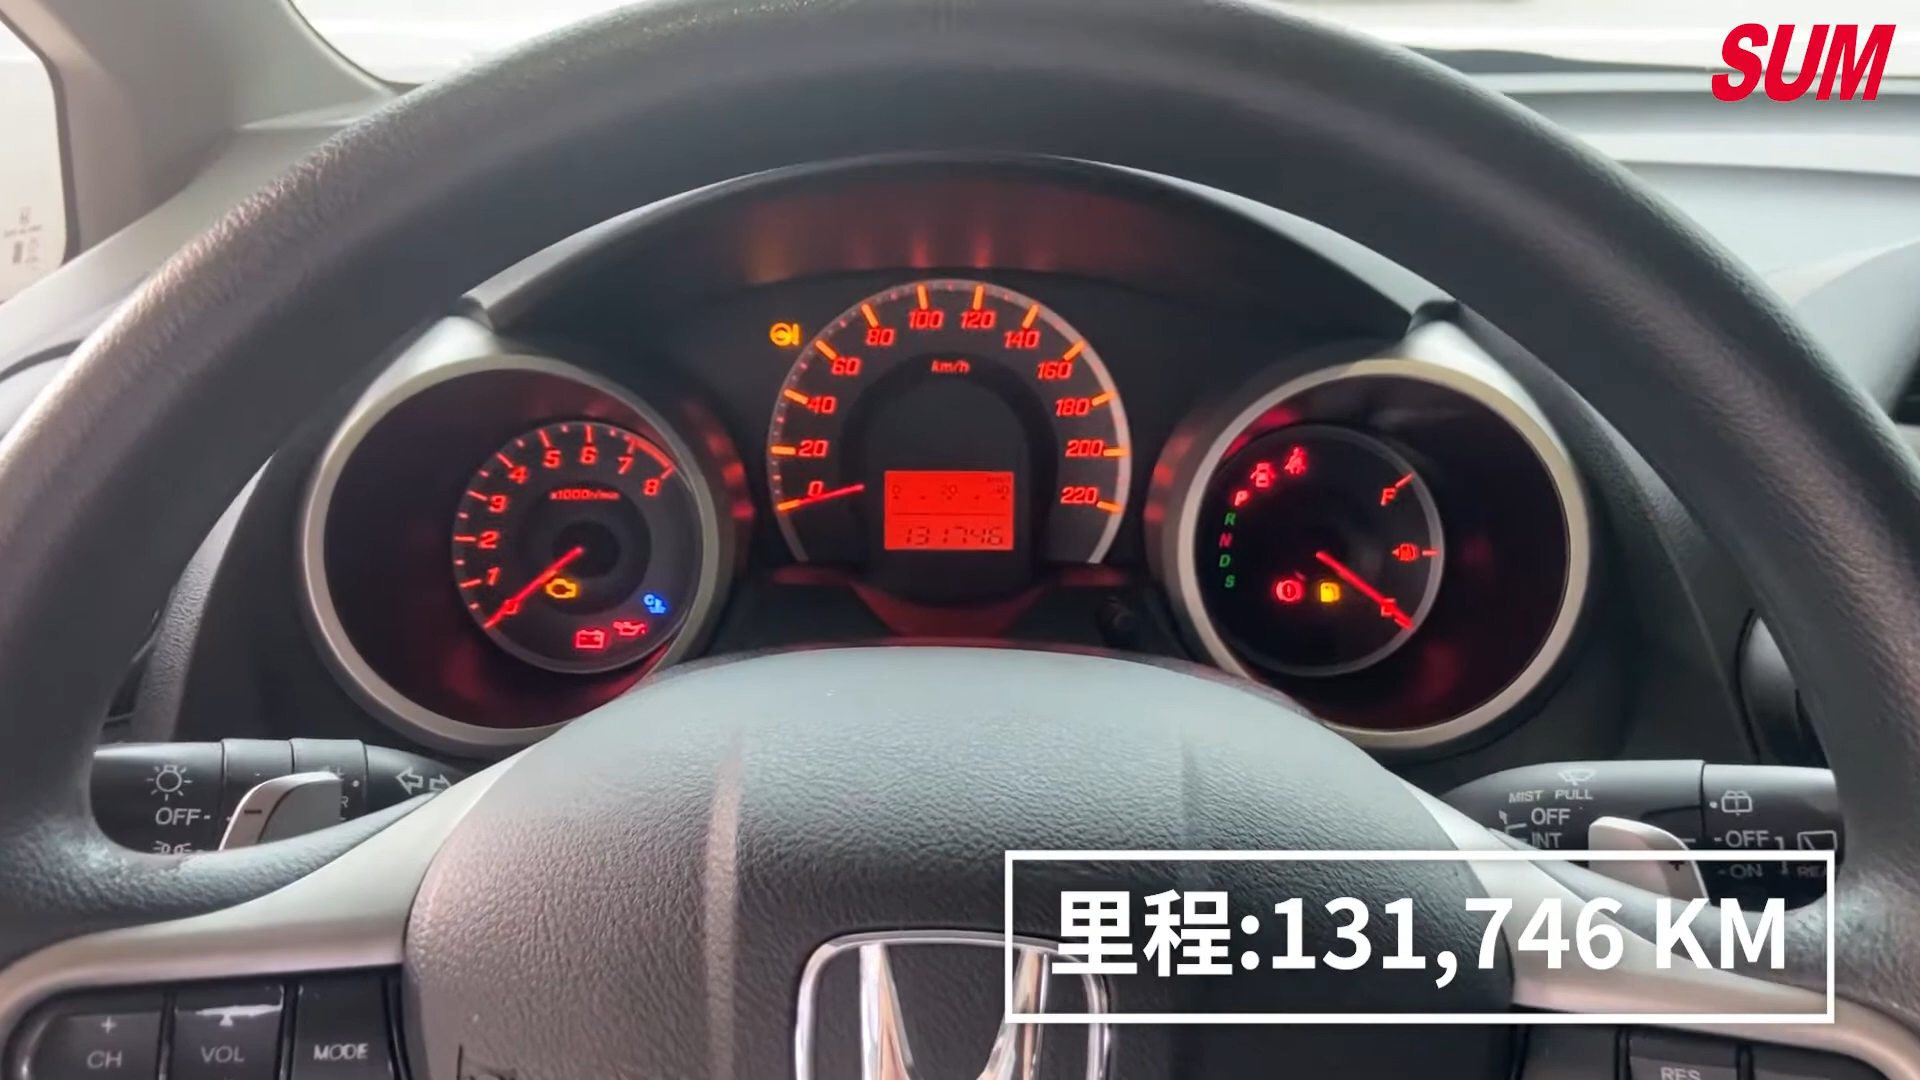 SUM
100 120
80 140
60 160
km/h
40 180
20 200
0 220
5 6 7
4 8
x1000r/min
3
2
1
131746
P
R
N
D
S
F
C
OFF
MIST PULL
OFF
INT
OFF
ON
里程:131,746 KM
+
CH
VOL
MODE
RES